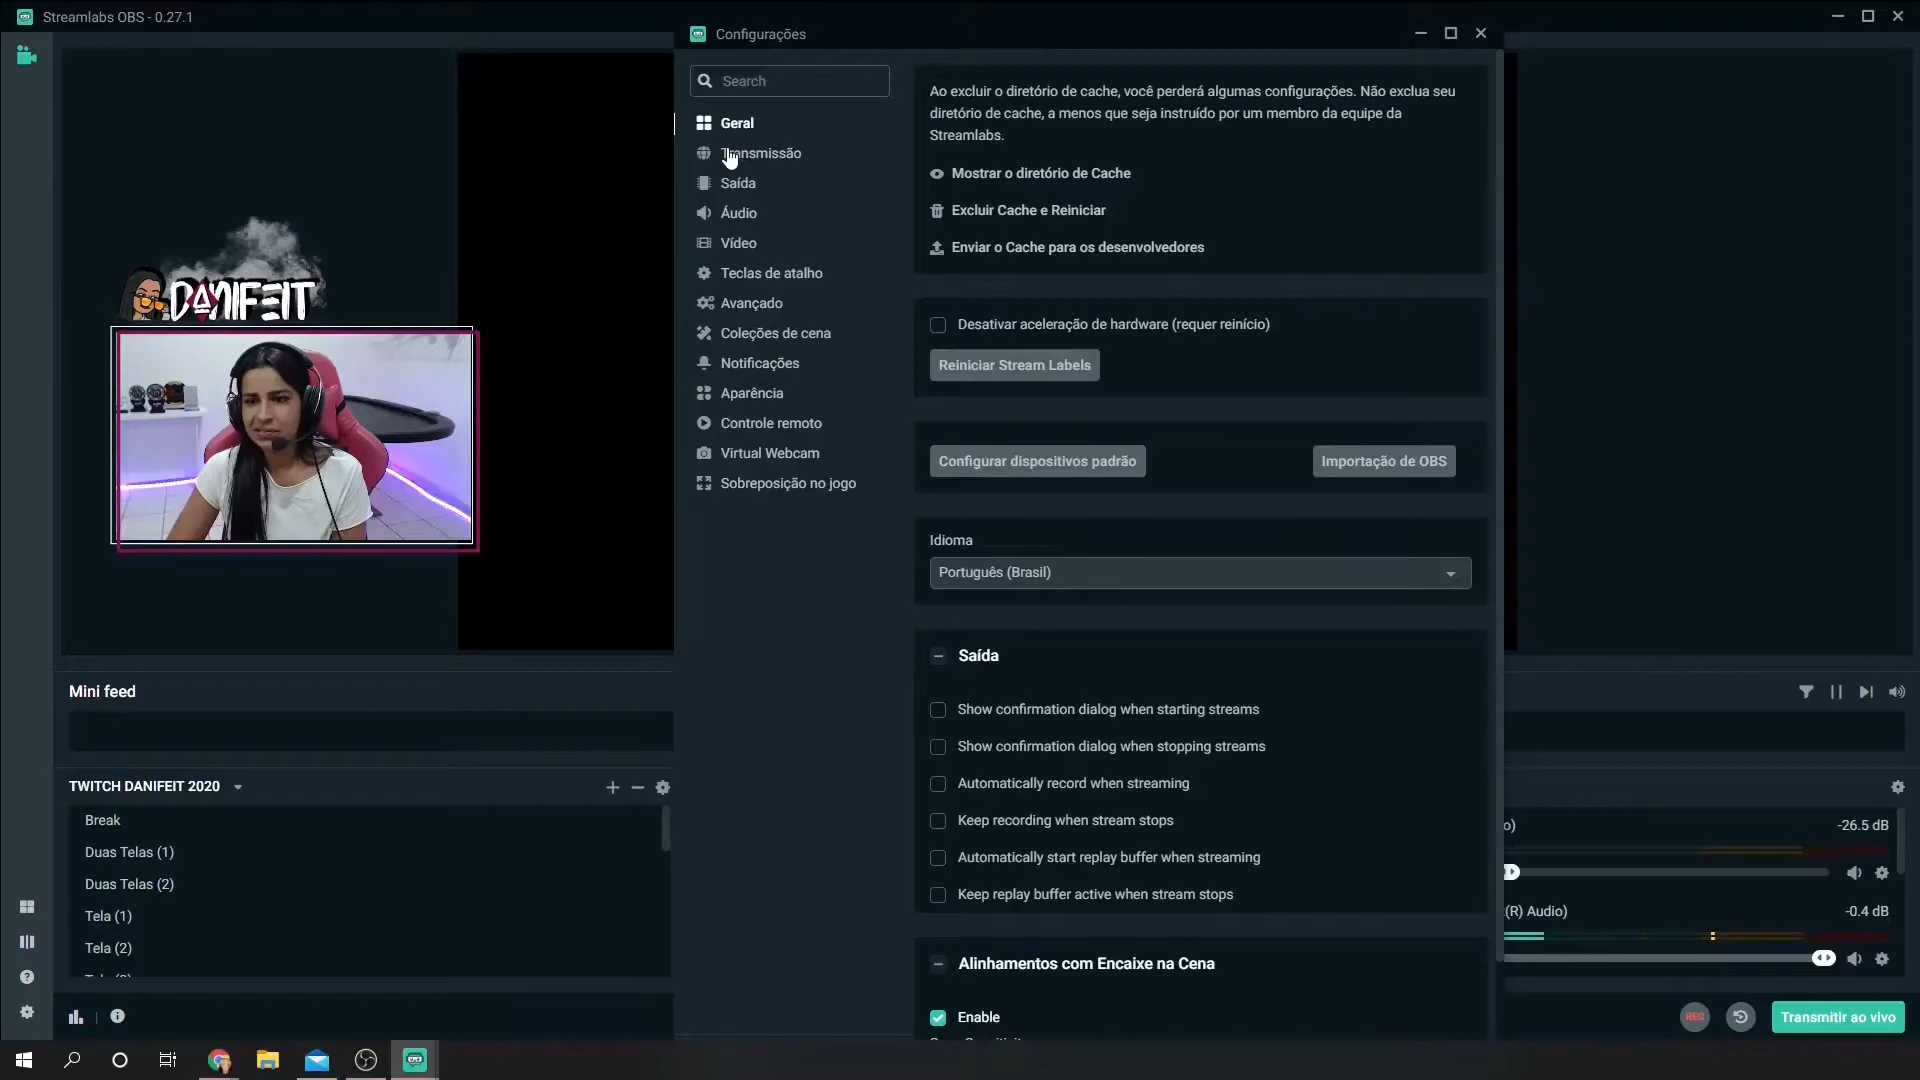 Streamlabs OBS - 0.27.1
Configurações
Search
Geral
Transmissão
Saída
Áudio
Vídeo
Teclas de atalho
Avançado
Coleções de cena
Notificações
Aparência
Controle remoto
Virtual Webcam
Sobreposição no jogo
Ao excluir o diretório de cache, você perderá algumas configurações. Não exclua seu
diretório de cache, a menos que seja instruído por um membro da equipe da
Streamlabs.
Mostrar o diretório de Cache
Excluir Cache e Reiniciar
Enviar o Cache para os desenvolvedores
Desativar aceleração de hardware (requer reinício)
Reiniciar Stream Labels
Configurar dispositivos padrão
Importação de OBS
Idioma
Português (Brasil)
Saída
Show confirmation dialog when starting streams
Show confirmation dialog when stopping streams
Automatically record when streaming
Keep recording when stream stops
Automatically start replay buffer when streaming
Keep replay buffer active when stream stops
Alinhamentos com Encaixe na Cena
Enable
DANIFEIT
Mini feed
TWITCH DANIFEIT 2020
Break
Duas Telas (1)
Duas Telas (2)
Tela (1)
Tela (2)
o)
-26.5 dB
(R) Audio)
-0.4 dB
REC
Transmitir ao vivo